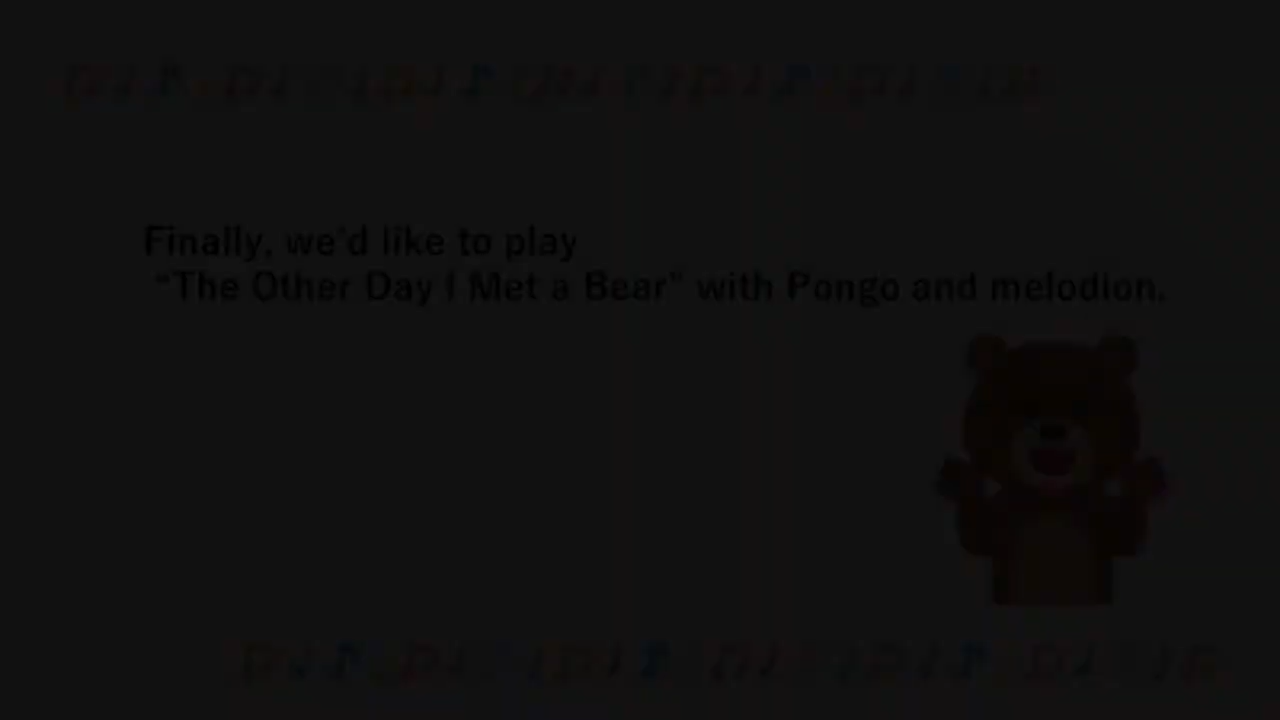 Finally, we'd like to play
“The Other Day I Met a Bear” with Pongo and melodion.